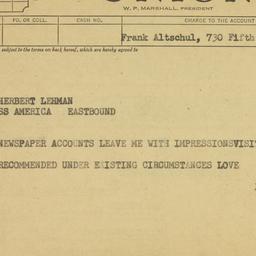 W. P. MARSHALL, PRESIDENT
PD. OR COLL. CASH NO. CHARGE TO THE ACCOUNT
Frank Altschul, 730 Fifth
subject to the terms on back hereof, which are hereby agreed to
HERBERT LEHMAN
SS AMERICA EASTBOUND
NEWSPAPER ACCOUNTS LEAVE ME WITH IMPRESSIONSVISIT
RECOMMENDED UNDER EXISTING CIRCUMSTANCES LOVE